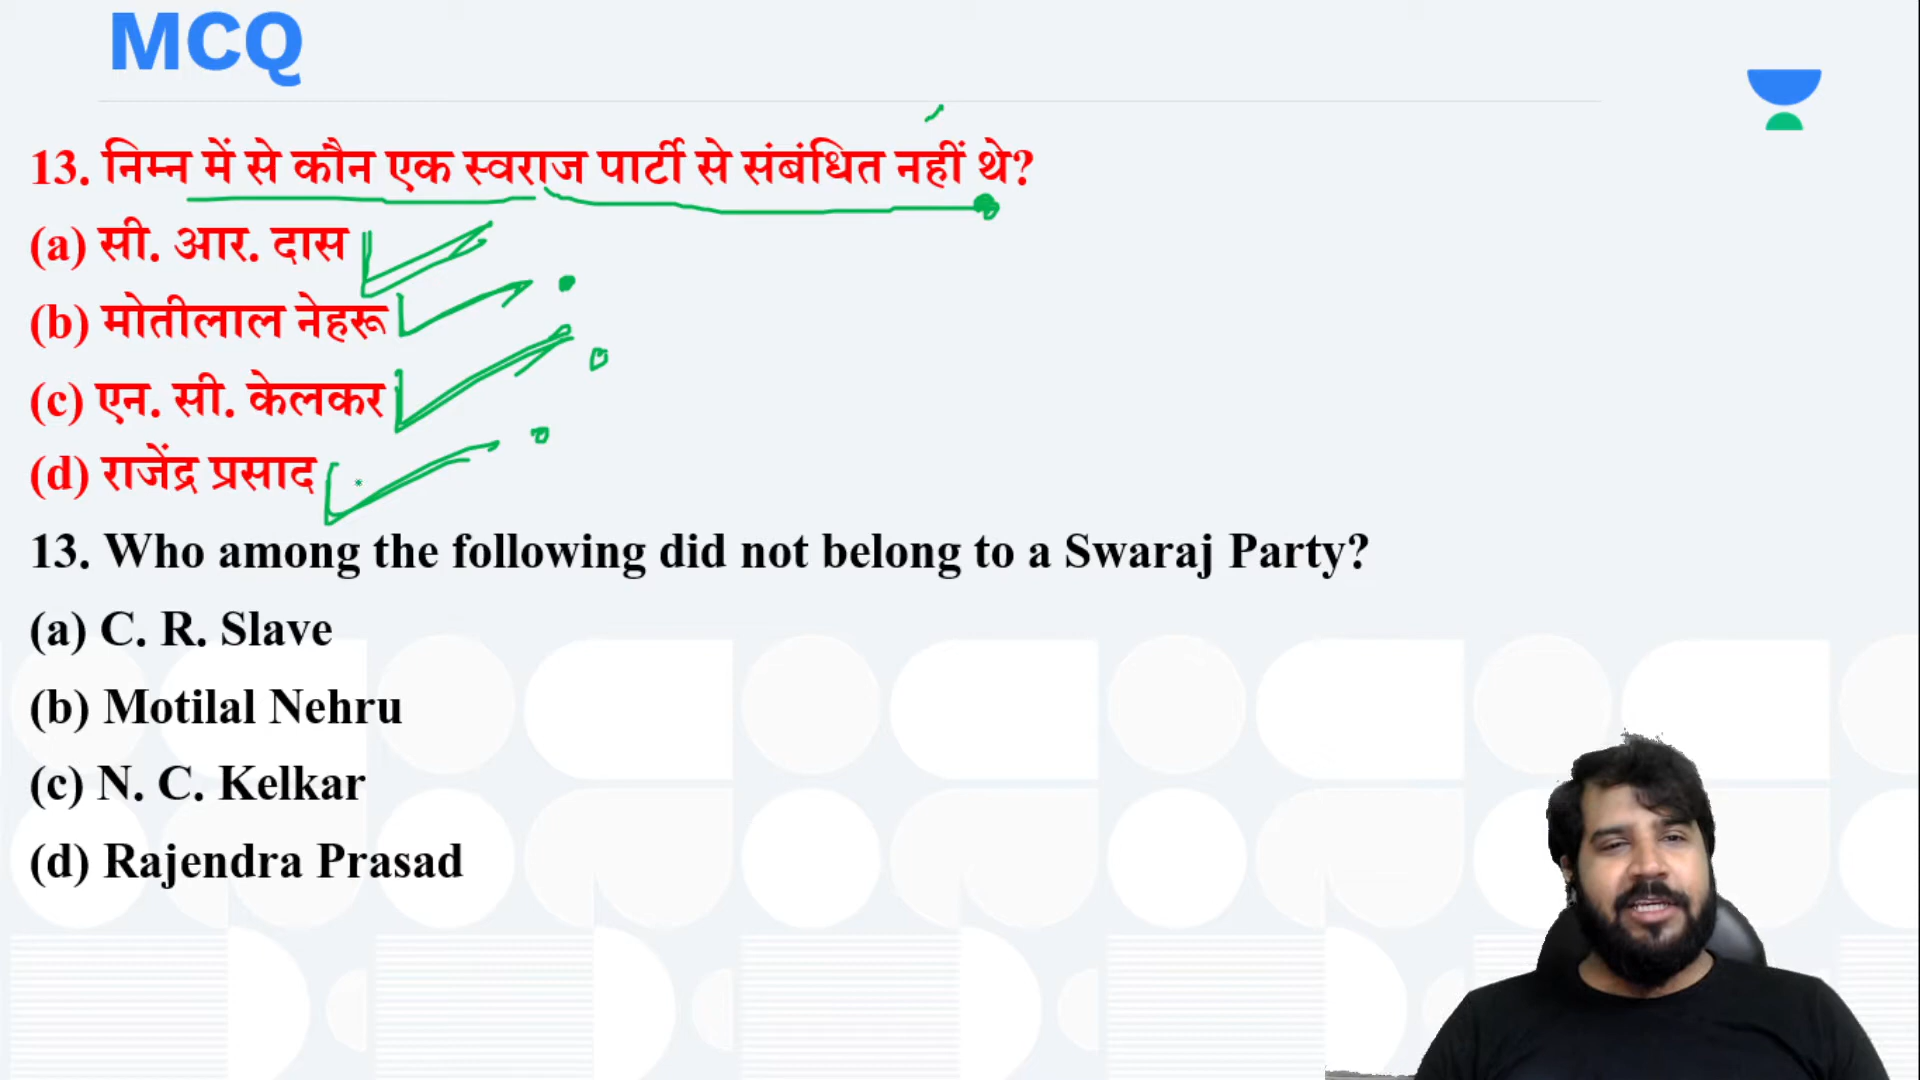 MCQ
13. निम्न में से कौन एक स्वराज पार्टी से संबंधित नहीं थे?
(a) सी. आर. दास
(b) मोतीलाल नेहरू
(c) एन. सी. केलकर
(d) राजेंद्र प्रसाद
13. Who among the following did not belong to a Swaraj Party?
(a) C. R. Slave
(b) Motilal Nehru
(c) N. C. Kelkar
(d) Rajendra Prasad